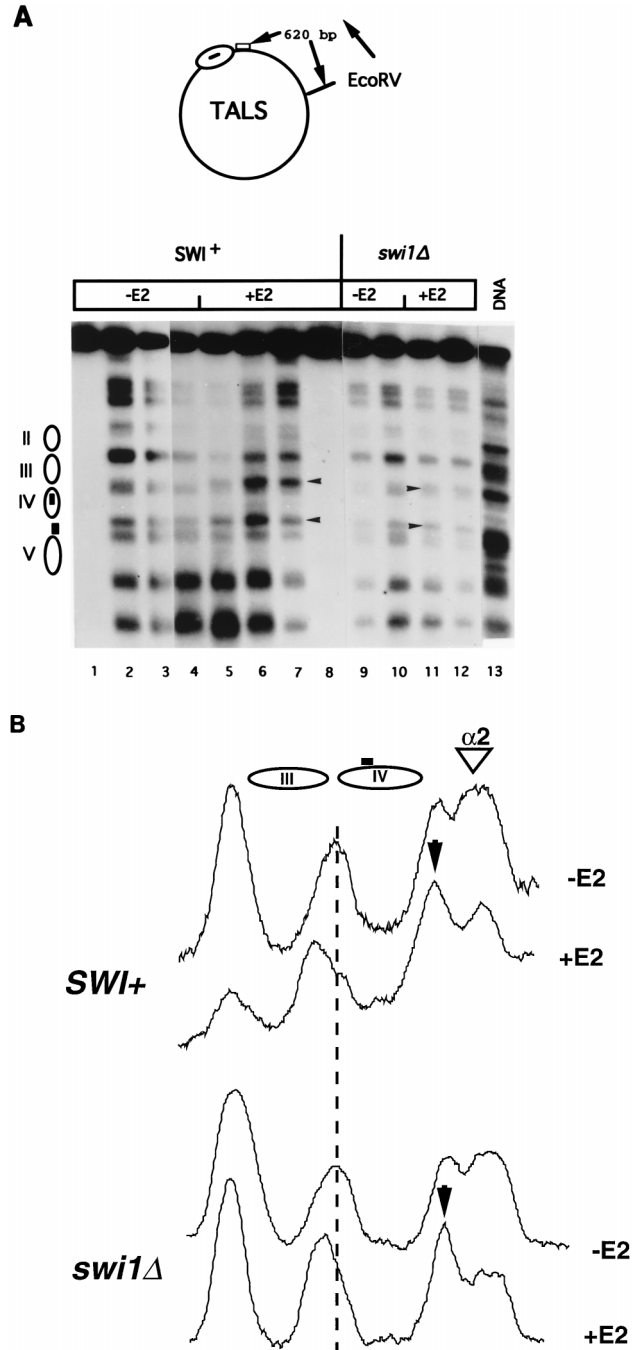 A
620 bp
EcoRV
TALS
SWI + swi1Δ
-E2 +E2 -E2 +E2 DNA
II
III
IV
V
1 2 3 4 5 6 7 8 9 10 11 12 13
B
α2
III IV
-E2
+E2
SWI+
-E2
swi1Δ
+E2